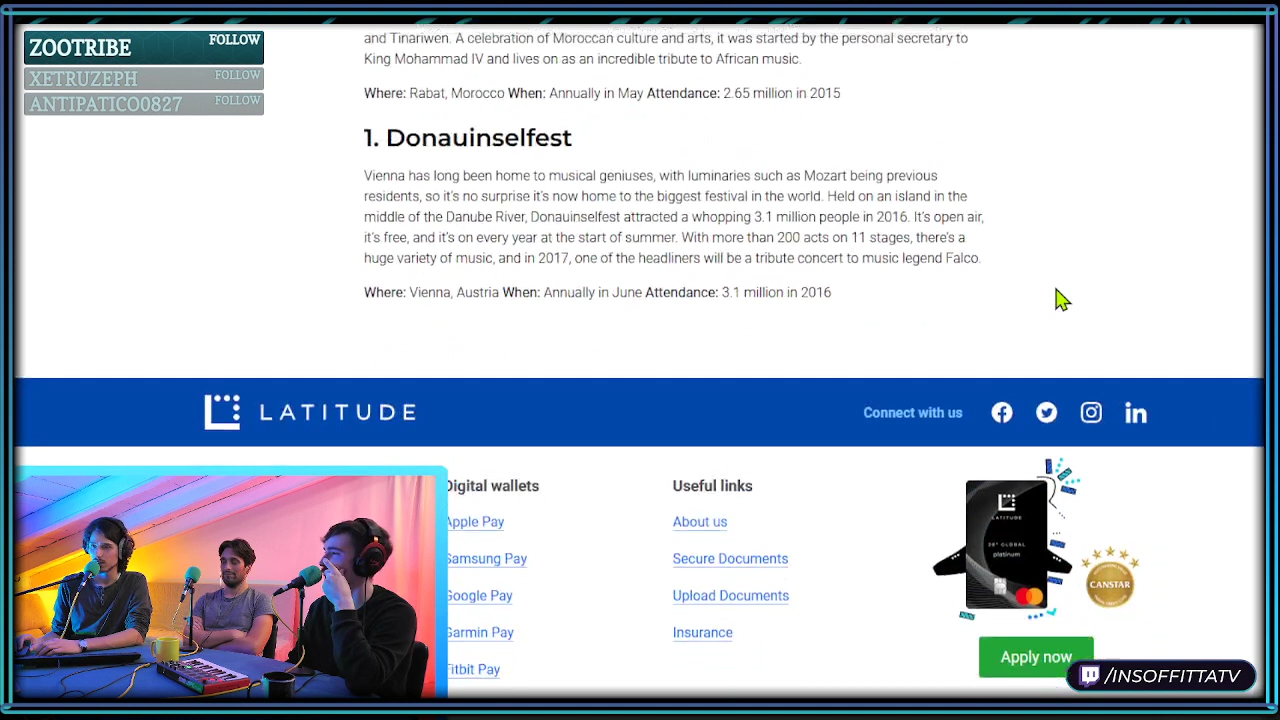 ZOOTRIBE FOLLOW
XETRUZEPH FOLLOW
ANTIPATICO0827 FOLLOW
and Tinariwen. A celebration of Moroccan culture and arts, it was started by the personal secretary to
King Mohammad IV and lives on as an incredible tribute to African music.
Where: Rabat, Morocco When: Annually in May Attendance: 2.65 million in 2015
1. Donauinselfest
Vienna has long been home to musical geniuses, with luminaries such as Mozart being previous
residents, so it's no surprise it's now home to the biggest festival in the world. Held on an island in the
middle of the Danube River, Donauinselfest attracted a whopping 3.1 million people in 2016. It's open air,
it's free, and it's on every year at the start of summer. With more than 200 acts on 11 stages, there's a
huge variety of music, and in 2017, one of the headliners will be a tribute concert to music legend Falco.
Where: Vienna, Austria When: Annually in June Attendance: 3.1 million in 2016
LATITUDE
Connect with us
Digital wallets
Apple Pay
Samsung Pay
Google Pay
Garmin Pay
Fitbit Pay
Useful links
About us
Secure Documents
Upload Documents
Insurance
LATITUDE
28° GLOBAL
platinum
CANSTAR
Apply now
/INSOFFITTATV